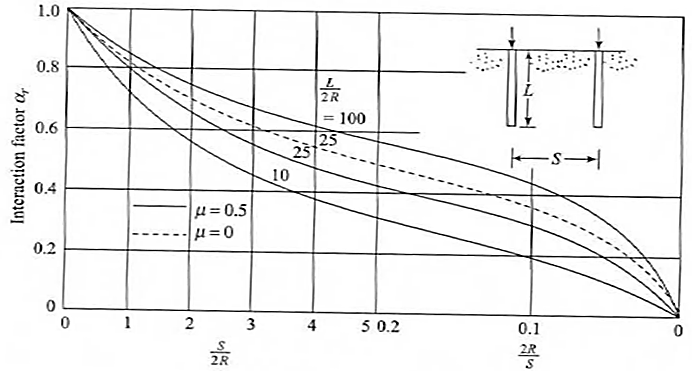 1.0
0.8
0.6
0.4
0.2
0
Interaction factor αr
L
2R
= 100
25
25
10
μ = 0.5
μ = 0
L
S
0 1 2 3 4 5 0.2 0.1 0
S
2R
2R
S